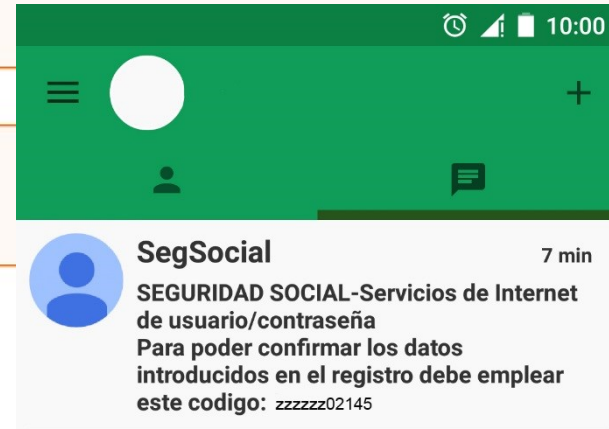 10:00
SegSocial 7 min
SEGURIDAD SOCIAL-Servicios de Internet
de usuario/contraseña
Para poder confirmar los datos
introducidos en el registro debe emplear
este codigo: zzzzzz02145